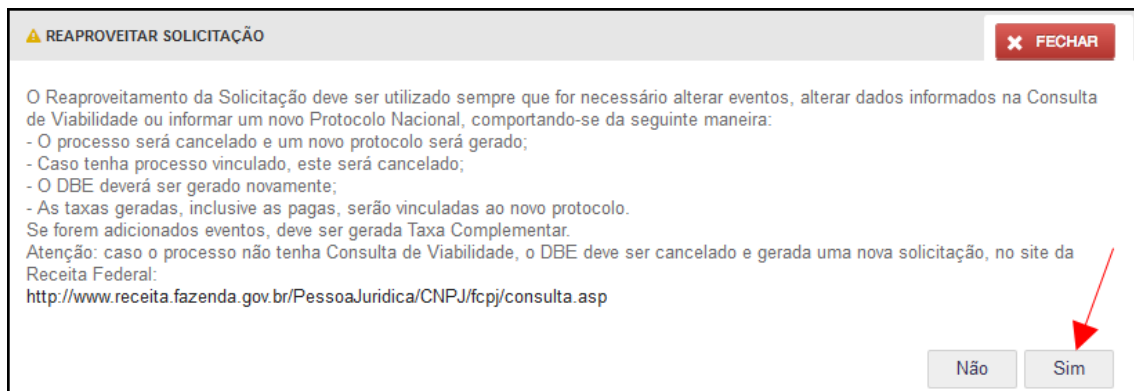 REAPROVEITAR SOLICITAÇÃO
FECHAR
O Reaproveitamento da Solicitação deve ser utilizado sempre que for necessário alterar eventos, alterar dados informados na Consulta
de Viabilidade ou informar um novo Protocolo Nacional, comportando-se da seguinte maneira:
- O processo será cancelado e um novo protocolo será gerado;
- Caso tenha processo vinculado, este será cancelado;
- O DBE deverá ser gerado novamente;
- As taxas geradas, inclusive as pagas, serão vinculadas ao novo protocolo.
Se forem adicionados eventos, deve ser gerada Taxa Complementar.
Atenção: caso o processo não tenha Consulta de Viabilidade, o DBE deve ser cancelado e gerada uma nova solicitação, no site da
Receita Federal:
http://www.receita.fazenda.gov.br/PessoaJuridica/CNPJ/fcpj/consulta.asp
Não
Sim